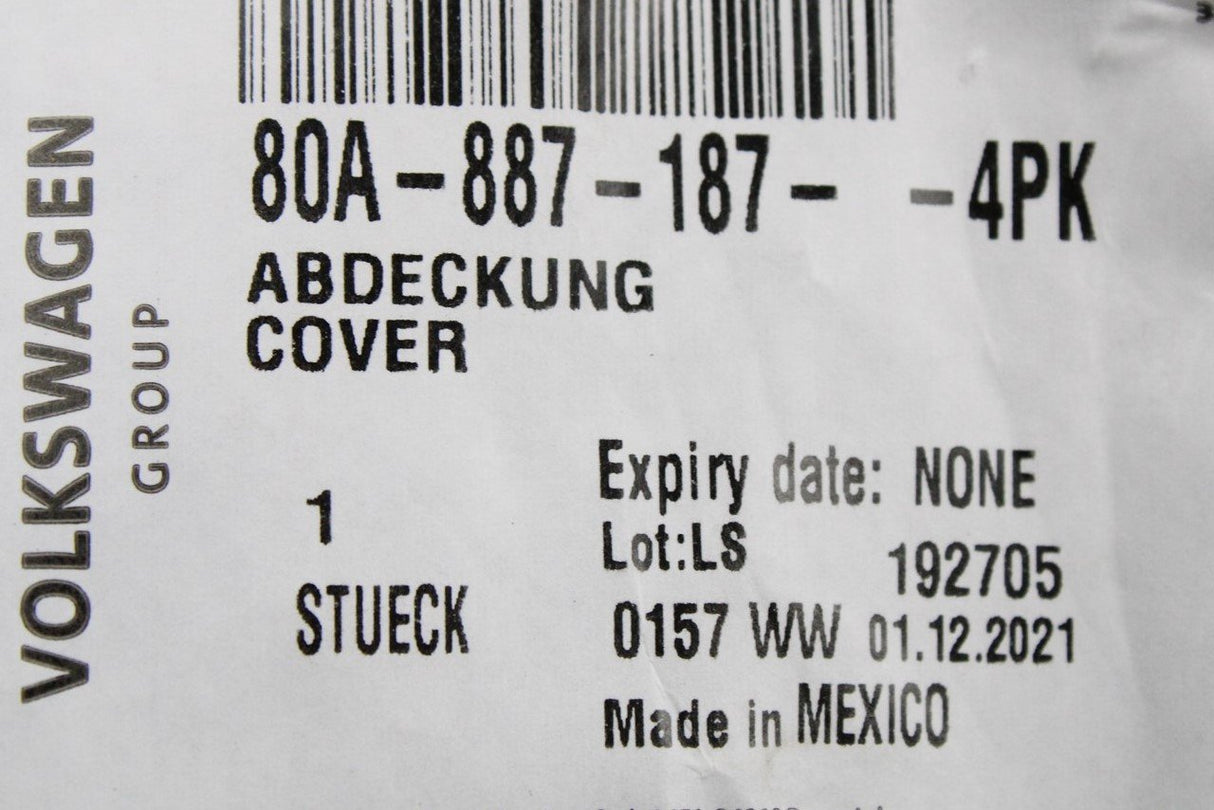 VOLKSWAGEN
GROUP
80A-887-187- -4PK
ABDECKUNG
COVER
1
STUECK
Expiry date: NONE
Lot:LS 192705
0157 WW 01.12.2021
Made in MEXICO